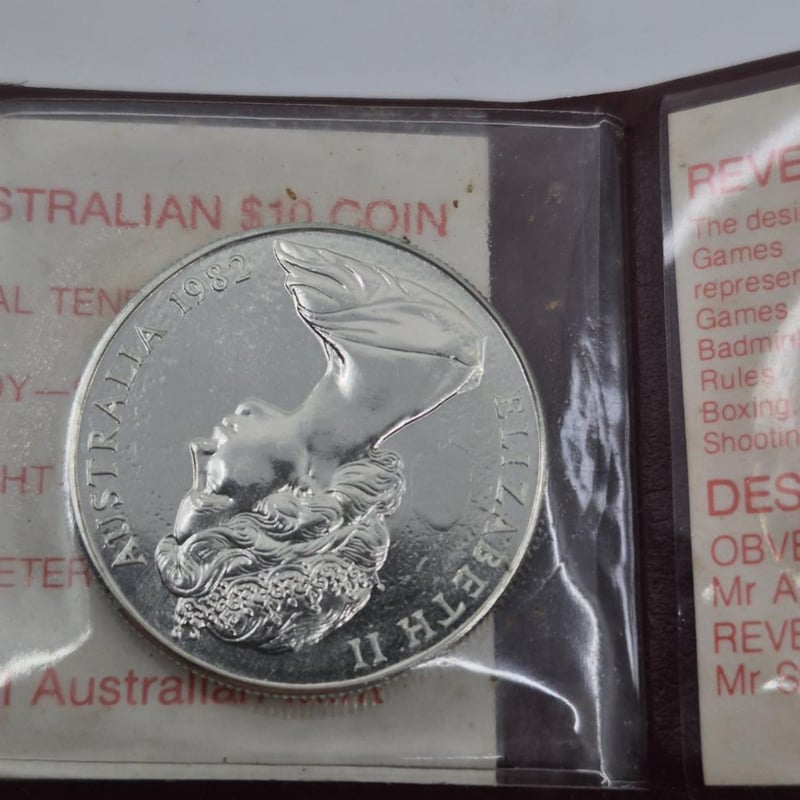 STRALIAN $10 COIN
AL TEN
DY—
HT
ETER
l Australian Mint
AUSTRALIA 1982
ELIZABETH II
REVE
The desi
Games
represen
Games
Badmin
Rules
Boxing,
Shootin
DES
OBVE
Mr A
REVE
Mr S